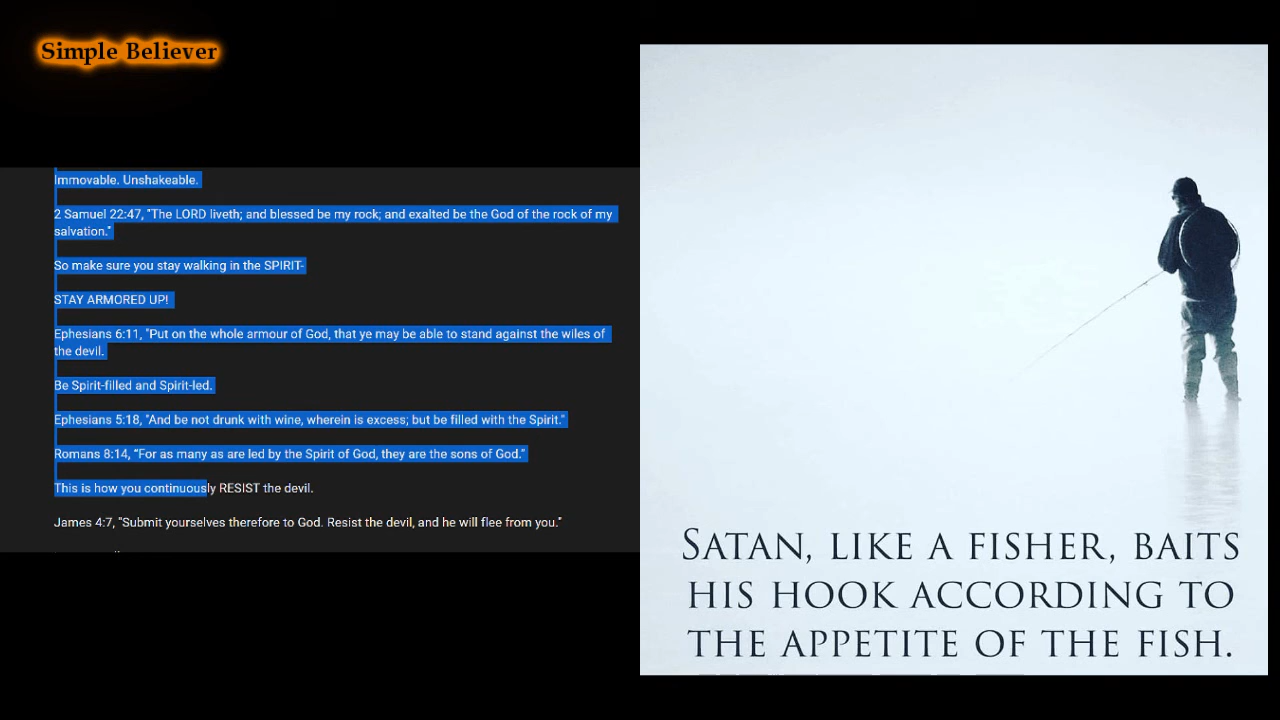 Simple Believer
Immovable. Unshakeable.
2 Samuel 22:47, "The LORD liveth; and blessed be my rock; and exalted be the God of the rock of my
salvation."
So make sure you stay walking in the SPIRIT-
STAY ARMORED UP!
Ephesians 6:11, "Put on the whole armour of God, that ye may be able to stand against the wiles of
the devil.
Be Spirit-filled and Spirit-led.
Ephesians 5:18, "And be not drunk with wine, wherein is excess; but be filled with the Spirit."
Romans 8:14, “For as many as are led by the Spirit of God, they are the sons of God.”
This is how you continuously RESIST the devil.
James 4:7, "Submit yourselves therefore to God. Resist the devil, and he will flee from you."
SATAN, LIKE A FISHER, BAITS
HIS HOOK ACCORDING TO
THE APPETITE OF THE FISH.